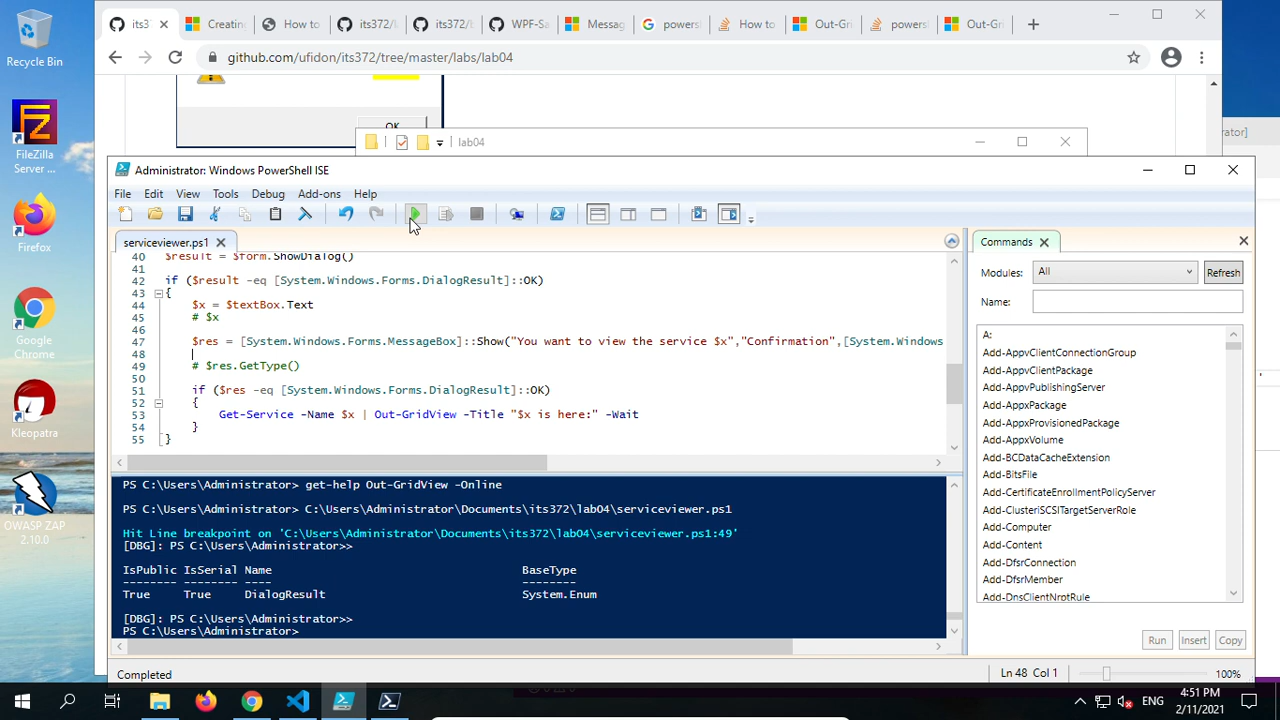 Recycle Bin
FileZilla
Server ...
Firefox
Google
Chrome
Kleopatra
OWASP ZAP
2.10.0
its3
Creatin
How to
its372/l
its372/t
WPF-Sa
Messag
powersl
How to
Out-Gr
powers
Out-Gri
github.com/ufidon/its372/tree/master/labs/lab04
OK
lab04
Administrator: Windows PowerShell ISE
File Edit View Tools Debug Add-ons Help
serviceviewer.ps1
40 $result = $form.ShowDialog()
41
42 if ($result -eq [System.Windows.Forms.DialogResult]::OK)
43 {
44 $x = $textBox.Text
45 # $x
46
47 $res = [System.Windows.Forms.MessageBox]::Show("You want to view the service $x","Confirmation",[System.Windows
48
49 # $res.GetType()
50
51 if ($res -eq [System.Windows.Forms.DialogResult]::OK)
52 {
53 Get-Service -Name $x | Out-GridView -Title "$x is here:" -Wait
54 }
55 }
PS C:\Users\Administrator> get-help Out-GridView -Online
PS C:\Users\Administrator> C:\Users\Administrator\Documents\its372\lab04\serviceviewer.ps1
Hit Line breakpoint on 'C:\Users\Administrator\Documents\its372\lab04\serviceviewer.ps1:49'
[DBG]: PS C:\Users\Administrator>>
IsPublic IsSerial Name BaseType
-------- -------- ---- --------
True True DialogResult System.Enum
[DBG]: PS C:\Users\Administrator>>
PS C:\Users\Administrator>
Completed
Ln 48 Col 1
100%
Commands
Modules: All
Refresh
Name:
A:
Add-AppvClientConnectionGroup
Add-AppvClientPackage
Add-AppvPublishingServer
Add-AppxPackage
Add-AppxProvisionedPackage
Add-AppxVolume
Add-BCDataCacheExtension
Add-BitsFile
Add-CertificateEnrollmentPolicyServer
Add-ClusteriSCSITargetServerRole
Add-Computer
Add-Content
Add-DfsrConnection
Add-DfsrMember
Add-DnsClientNrptRule
Run Insert Copy
ENG
4:51 PM
2/11/2021